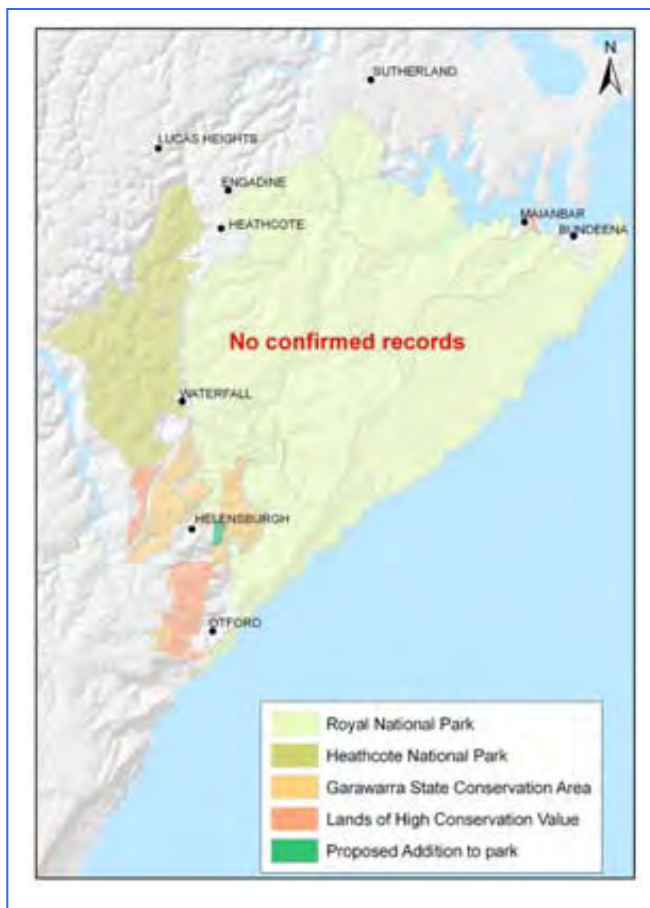 N
SUTHERLAND
LUCAS HEIGHTS
ENGADINE
HEATHCOTE
MAIANBAR
BUNDEENA
No confirmed records
WATERFALL
HELENSBURGH
OTFORD
Royal National Park
Heathcote National Park
Garawarra State Conservation Area
Lands of High Conservation Value
Proposed Addition to park